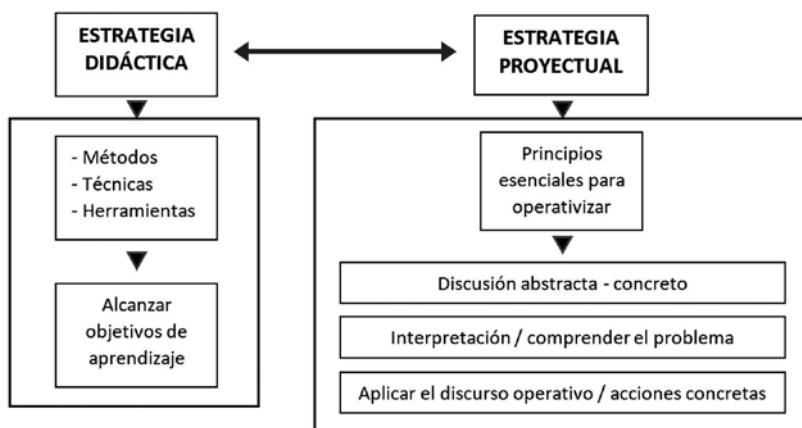 ESTRATEGIA
DIDÁCTICA
ESTRATEGIA
PROYECTUAL
- Métodos
- Técnicas
- Herramientas
Alcanzar
objetivos de
aprendizaje
Principios
esenciales para
operativizar
Discusión abstracta - concreto
Interpretación / comprender el problema
Aplicar el discurso operativo / acciones concretas